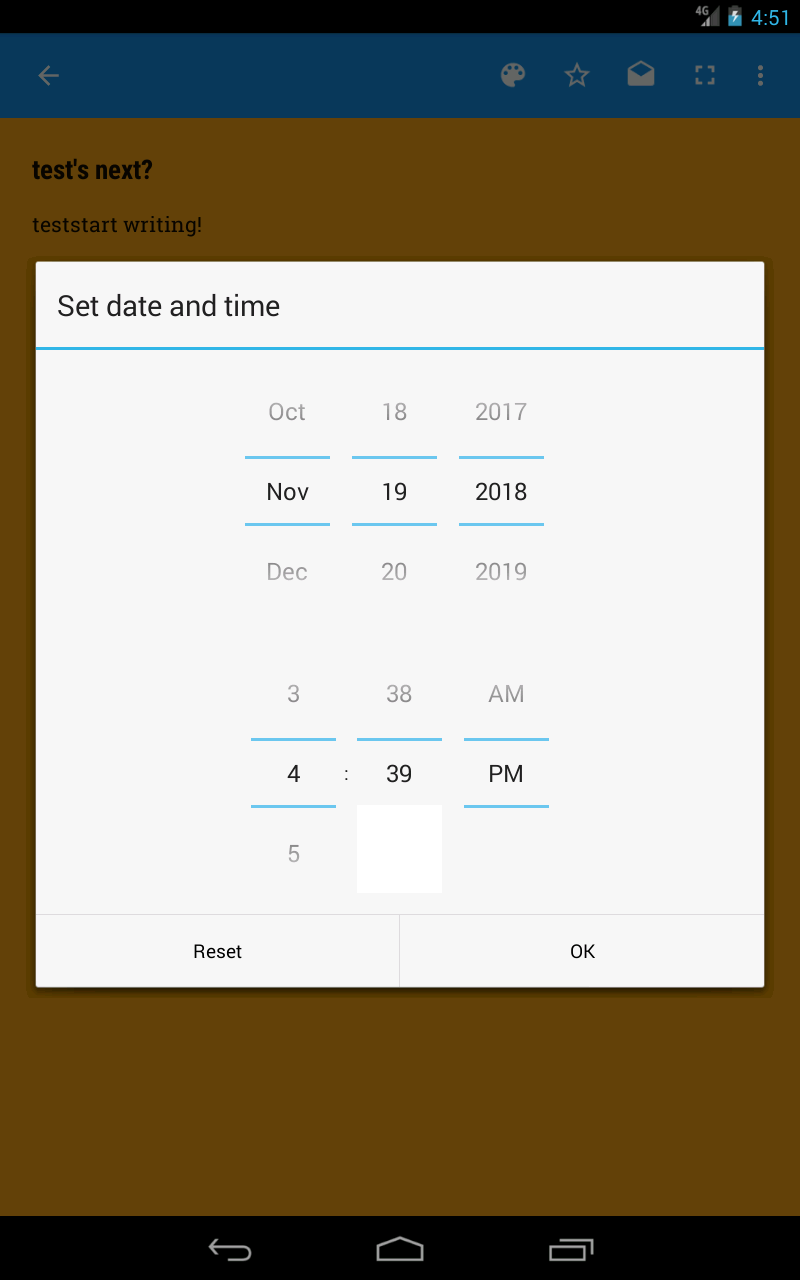 4G 4:51
test's next?
teststart writing!
Set date and time
Oct 18 2017
Nov 19 2018
Dec 20 2019
3 38 AM
4 : 39 PM
5
Reset OK